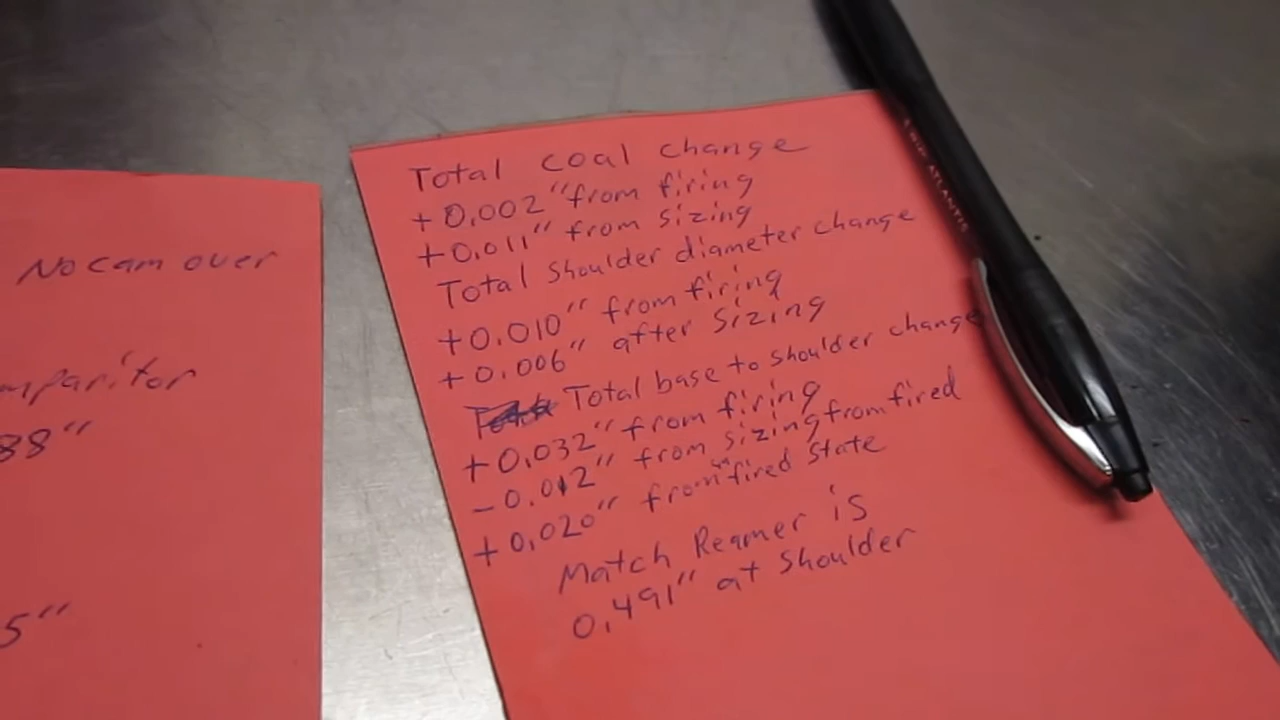 No cam over
mparitor
88"
5"
Total coal change
+0.002" from firing
+0.011" from sizing
Total shoulder diameter change
+0.010" from firing
+0.006" after sizing
Total base to shoulder change
+0.032" from firing
-0.012" from sizing from fired
+0.020" from un fired state
Match Reamer is
0.491" at shoulder
ATLANTIS